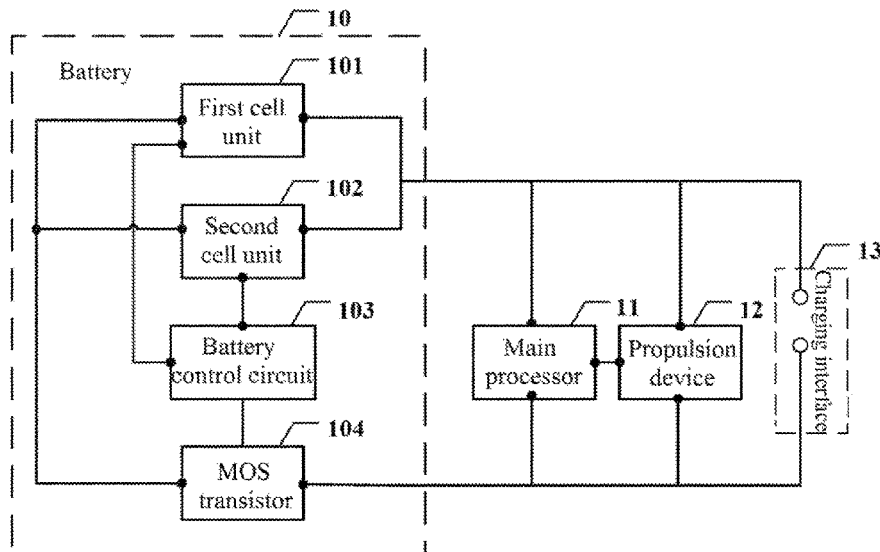 10
Battery
101
First cell
unit
102
Second
cell unit
103
Battery
control circuit
104
MOS
transistor
11
Main
processor
12
Propulsion
device
13
Charging interface